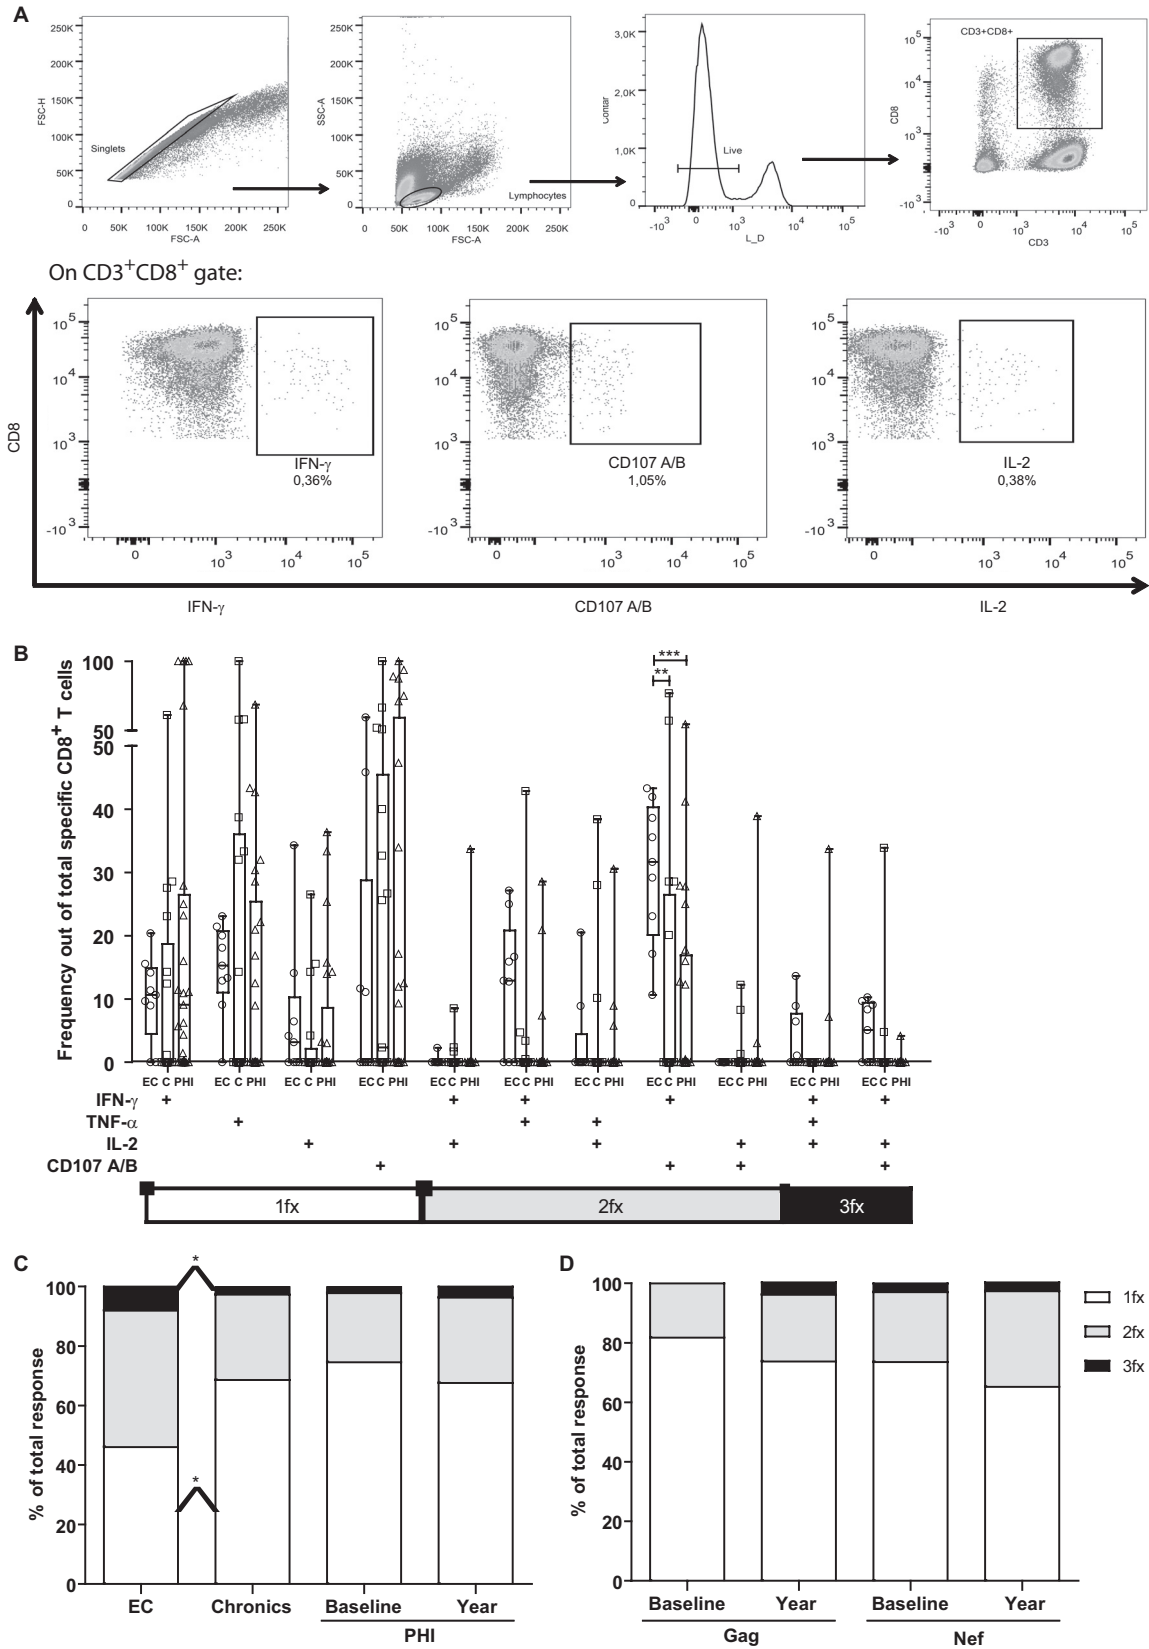 A
250K
200K
150K
100K
50K
0
FSC-H
Singlets
0 50K 100K 150K 200K 250K
FSC-A
250K
200K
150K
100K
50K
0
SSC-A
Lymphocytes
0 50K 100K 150K 200K 250K
FSC-A
3,0K
2,0K
1,0K
0
Contar
Live
-10³ 0 10³ 10⁴ 10⁵
L_D
CD3+CD8+
10⁵
10⁴
10³
-10³
CD8
-10³ 0 10³ 10⁴ 10⁵
CD3
On CD3⁺CD8⁺ gate:
CD8
10⁵
10⁴
10³
-10³
IFN-γ
0,36%
0 10³ 10⁴ 10⁵
IFN-γ
10⁵
10⁴
10³
-10³
CD107 A/B
1,05%
0 10³ 10⁴ 10⁵
CD107 A/B
10⁵
10⁴
10³
-10³
IL-2
0,38%
0 10³ 10⁴ 10⁵
IL-2
B
Frequency out of total specific CD8⁺ T cells
100
50
50
40
30
20
10
0
***
**
EC C PHI EC C PHI EC C PHI EC C PHI EC C PHI EC C PHI EC C PHI EC C PHI EC C PHI EC C PHI EC C PHI
IFN-γ + + + + + +
TNF-α + + + +
IL-2 + + + + + +
CD107 A/B + + + +
1fx 2fx 3fx
C
% of total response
100
80
60
40
20
0
*
*
EC Chronics Baseline Year
PHI
D
% of total response
100
80
60
40
20
0
Baseline Year Baseline Year
Gag Nef
1fx
2fx
3fx